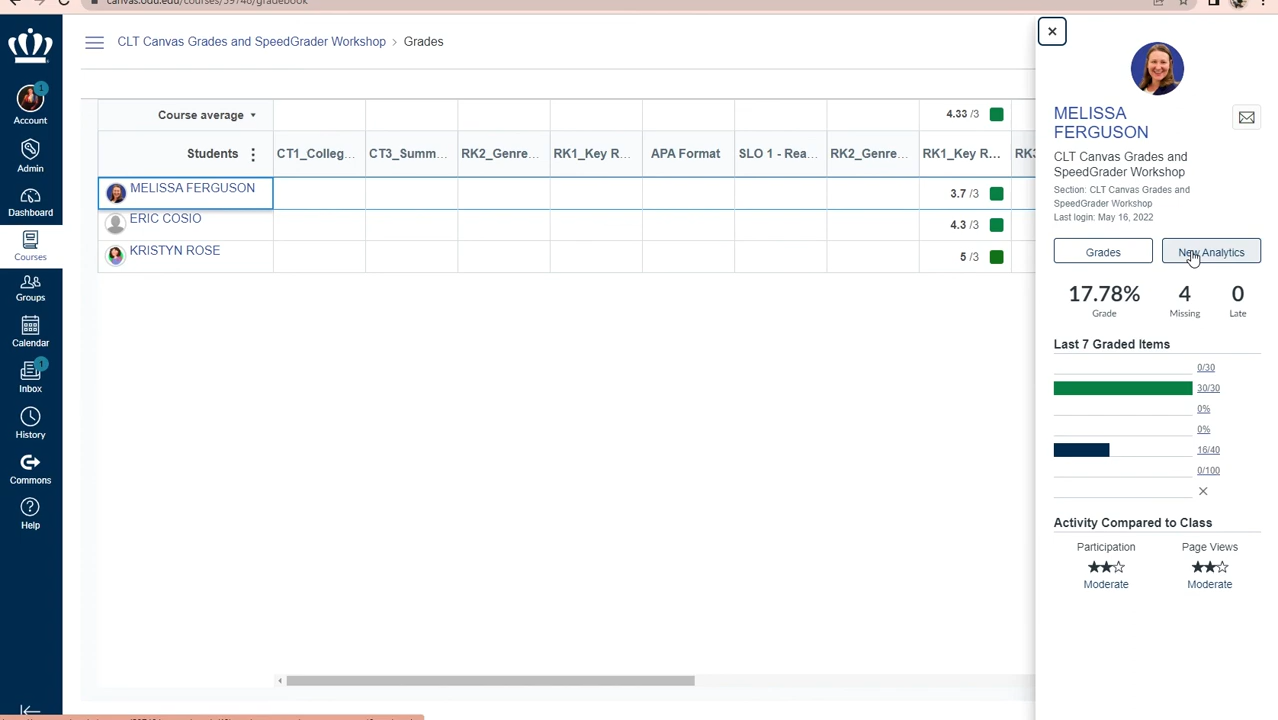 CLT Canvas Grades and SpeedGrader Workshop > Grades
1
Account
Admin
Dashboard
Courses
Groups
Calendar
1
Inbox
History
Commons
Help
Course average
4.33 /3
Students
CT1_Colleg...
CT3_Summ...
RK2_Genre...
RK1_Key R...
APA Format
SLO 1 - Rea...
RK2_Genre...
RK1_Key R...
MELISSA FERGUSON
3.7 /3
ERIC COSIO
4.3 /3
KRISTYN ROSE
5 /3
MELISSA
FERGUSON
CLT Canvas Grades and
SpeedGrader Workshop
Section: CLT Canvas Grades and
SpeedGrader Workshop
Last login: May 16, 2022
Grades
New Analytics
17.78%
Grade
4
Missing
0
Late
Last 7 Graded Items
0/30
30/30
0%
0%
16/40
0/100
Activity Compared to Class
Participation
Page Views
Moderate
Moderate